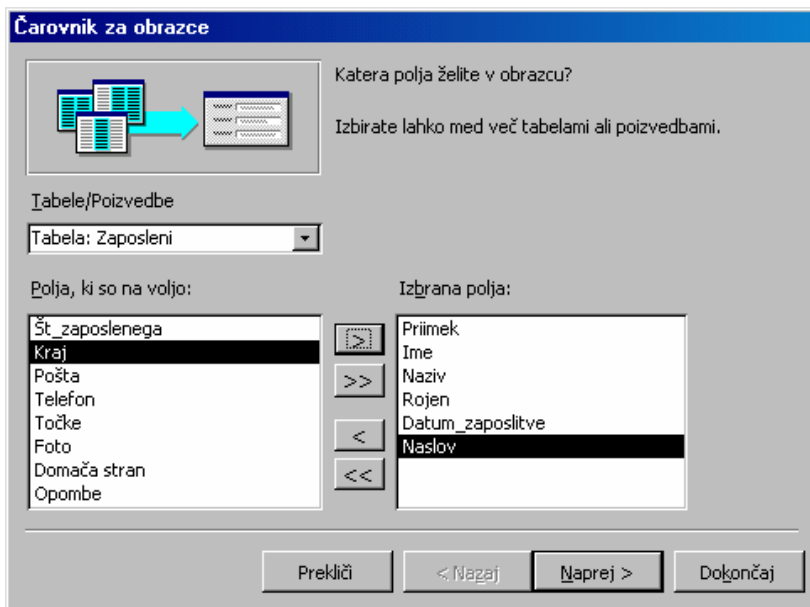 Čarovnik za obrazce
Katera polja želite v obrazcu?
Izbirate lahko med več tabelami ali poizvedbami.
Tabele/Poizvedbe
Tabela: Zaposleni
Polja, ki so na voljo:
Št_zaposlenega
Kraj
Pošta
Telefon
Točke
Foto
Domača stran
Opombe
>
>>
<
<<
Izbrana polja:
Priimek
Ime
Naziv
Rojen
Datum_zaposlitve
Naslov
Prekliči
< Nazaj
Naprej >
Dokončaj